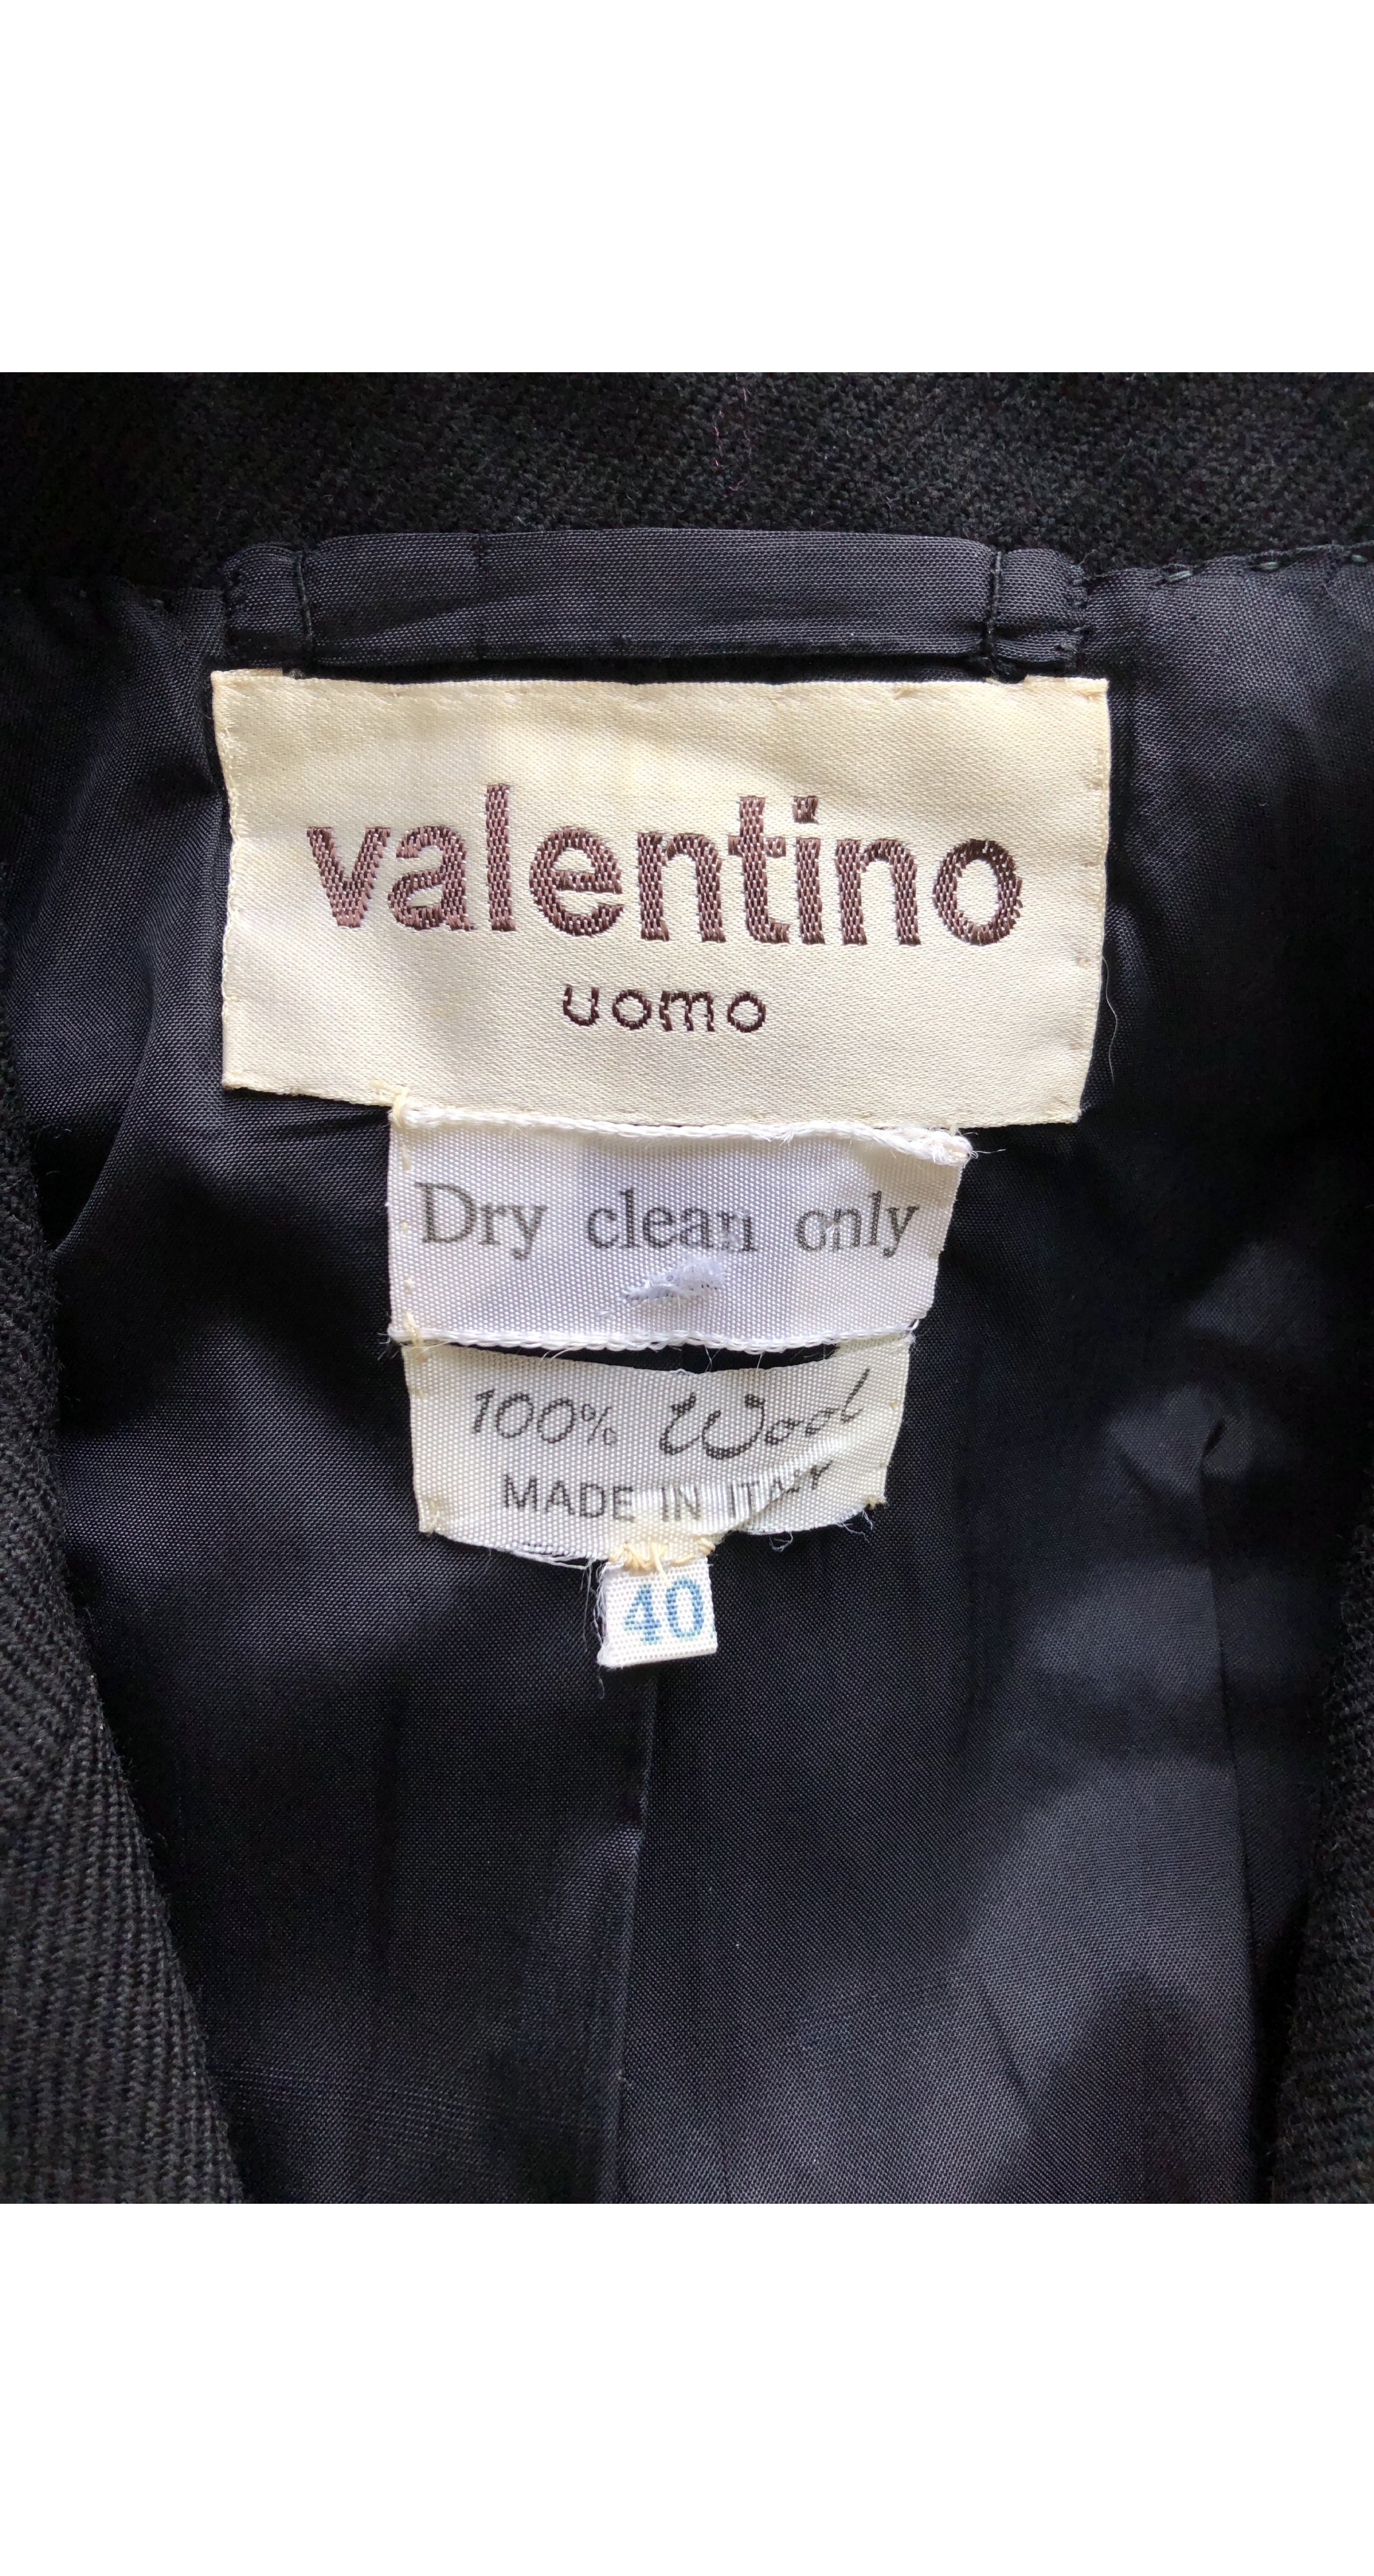 valentino
uomo
Dry clean only
100% Wool
MADE IN ITALY
40